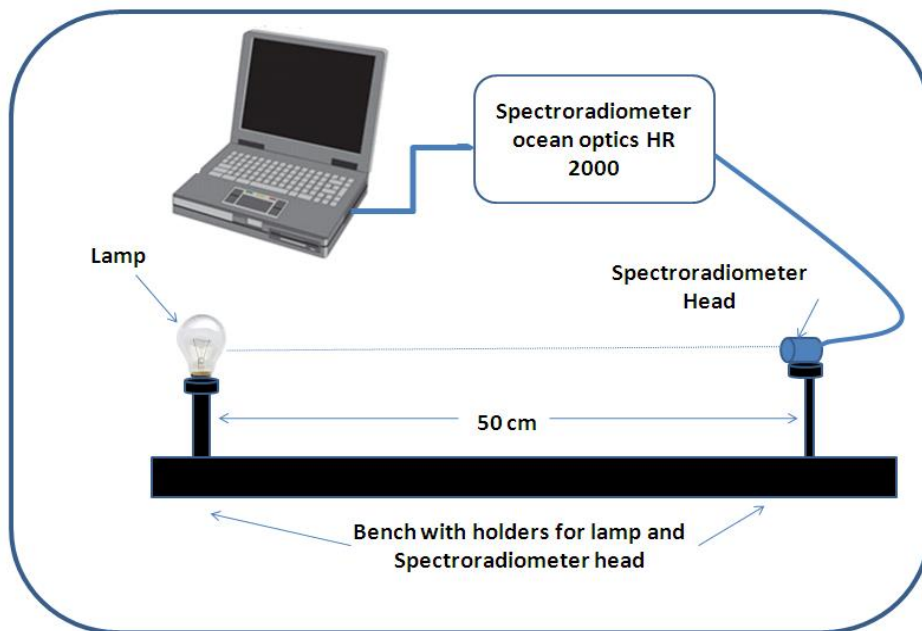 Spectroradiometer
ocean optics HR
2000
Lamp
Spectroradiometer
Head
50 cm
Bench with holders for lamp and
Spectroradiometer head